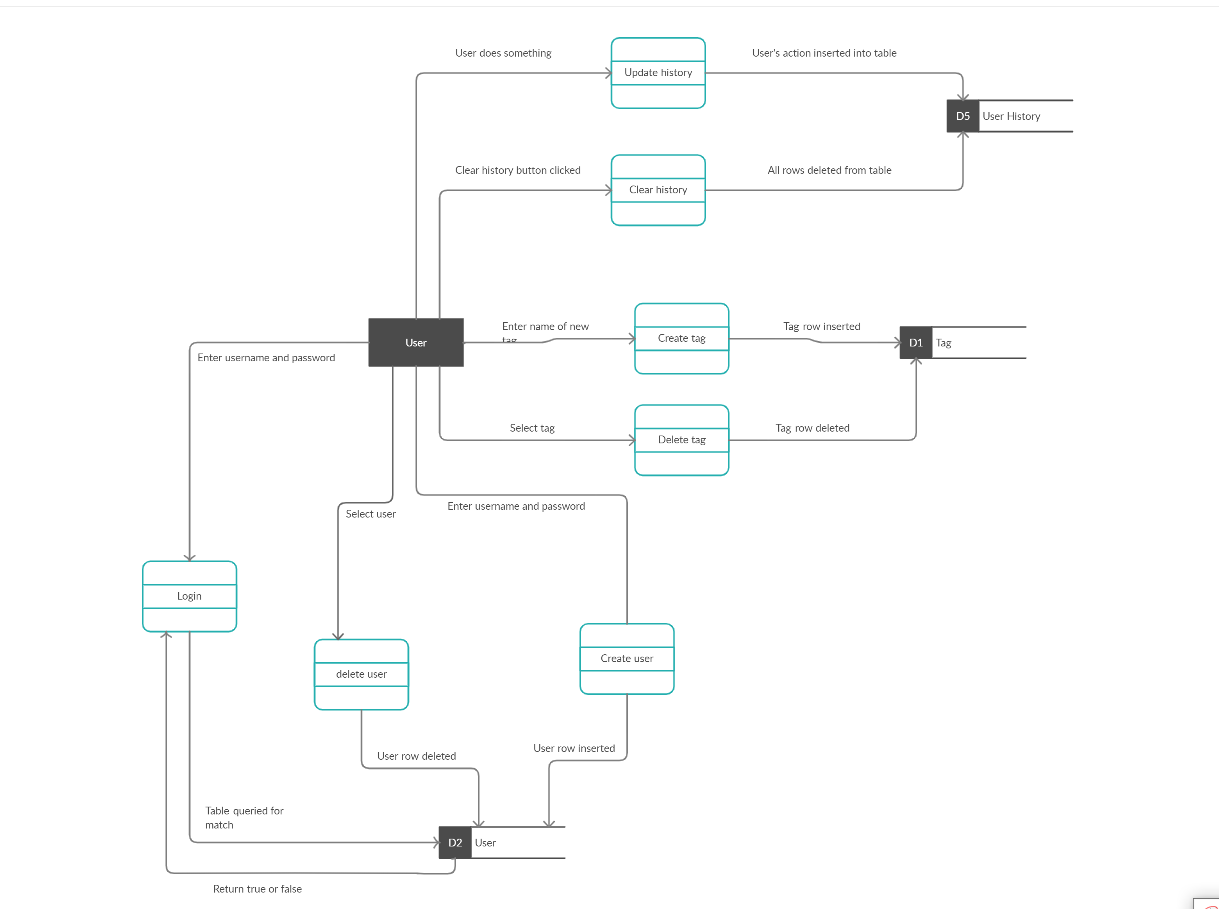 User does something
User's action inserted into table
Update history
D5 User History
Clear history button clicked
All rows deleted from table
Clear history
Enter name of new
tag
Tag row inserted
User
Create tag
D1 Tag
Enter username and password
Select tag
Tag row deleted
Delete tag
Select user
Enter username and password
Login
Create user
delete user
User row inserted
User row deleted
Table queried for
match
D2 User
Return true or false